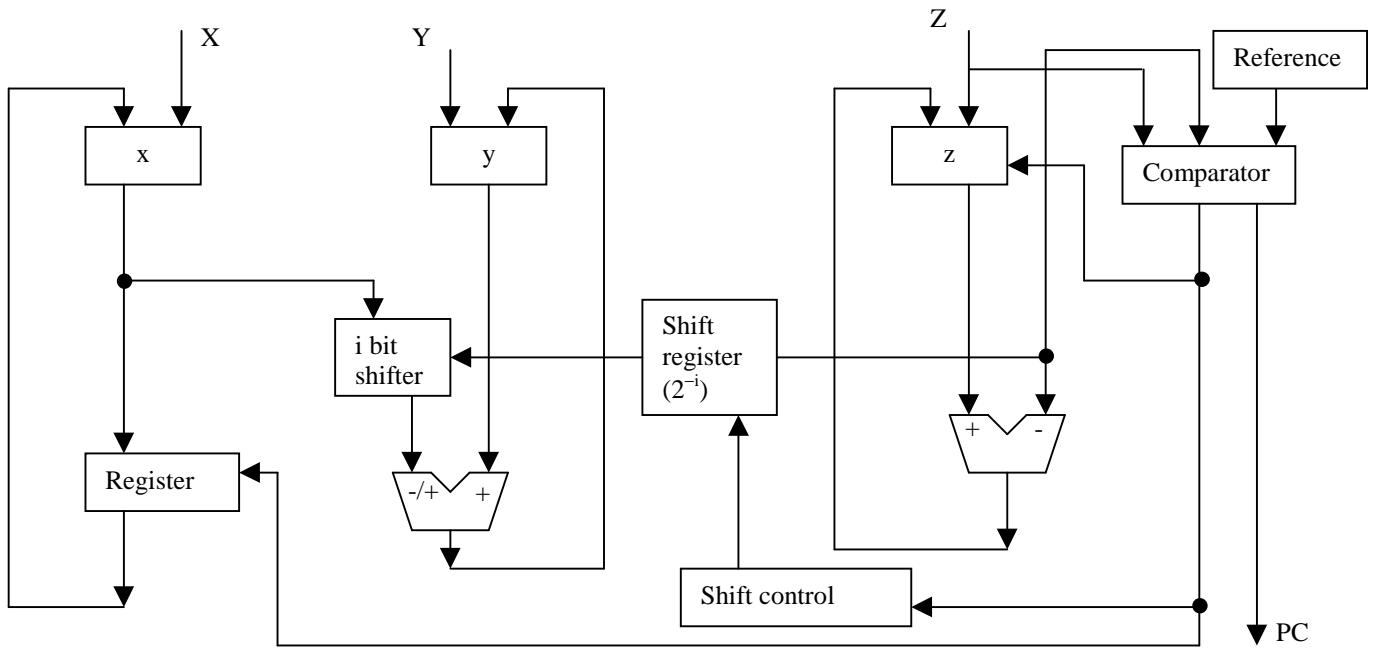 X
Y
Z
Reference
x
y
z
Comparator
i bit
shifter
Shift
register
(2⁻ⁱ)
+ -
Register
-/+ +
Shift control
PC